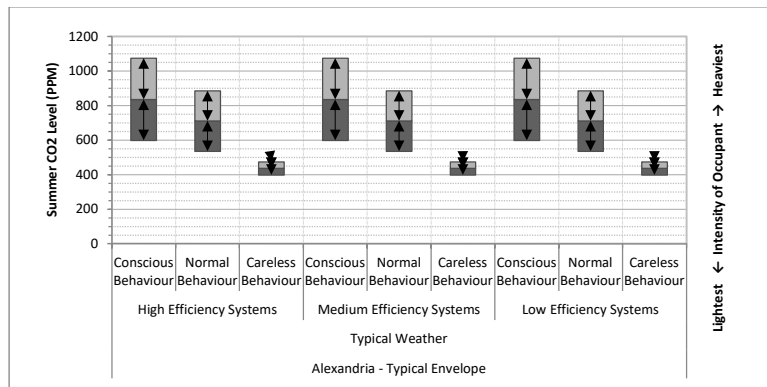 Summer CO2 Level (PPM)
1200
1000
800
600
400
200
0
Conscious Behaviour
Normal Behaviour
Careless Behaviour
Conscious Behaviour
Normal Behaviour
Careless Behaviour
Conscious Behaviour
Normal Behaviour
Careless Behaviour
High Efficiency Systems
Medium Efficiency Systems
Low Efficiency Systems
Typical Weather
Alexandria - Typical Envelope
Lightest ← Intensity of Occupant → Heaviest